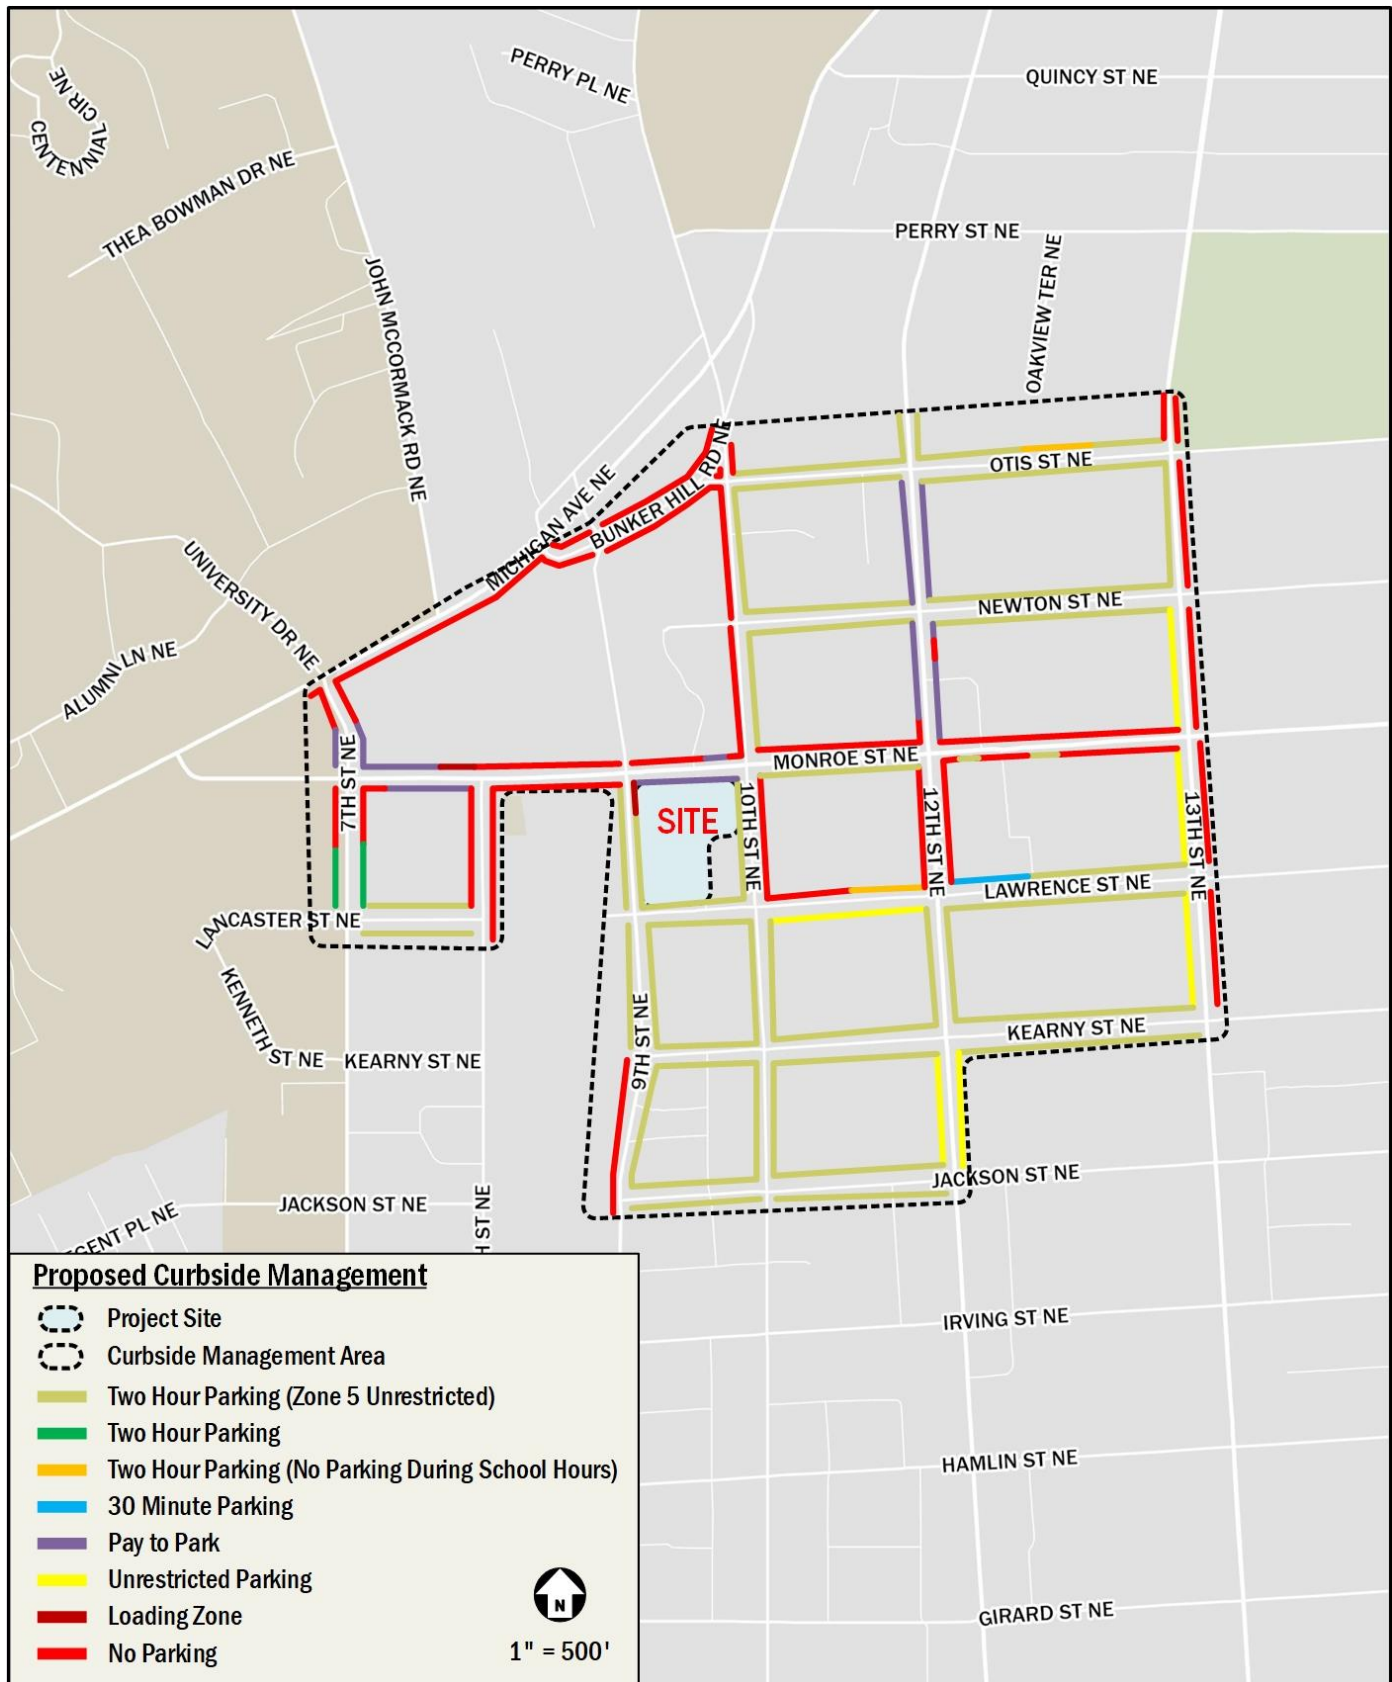 PERRY PL NE
QUINCY ST NE
CENTENNIAL CIR NE
THEA BOWMAN DR NE
PERRY ST NE
OAKVIEW TER NE
JOHN MCCORMACK RD NE
OTIS ST NE
BUNKER HILL RD NE
MICHIGAN AVE NE
UNIVERSITY DR NE
NEWTON ST NE
ALUMNI LN NE
MONROE ST NE
7TH ST NE
SITE
10TH ST NE
12TH ST NE
13TH ST NE
LAWRENCE ST NE
LANCASTER ST NE
KENNETH ST NE
KEARNY ST NE
9TH ST NE
KEARNY ST NE
JACKSON ST NE
JACKSON ST NE
EGENT PL NE
H ST NE
Proposed Curbside Management
Project Site
Curbside Management Area
Two Hour Parking (Zone 5 Unrestricted)
Two Hour Parking
Two Hour Parking (No Parking During School Hours)
30 Minute Parking
Pay to Park
Unrestricted Parking
Loading Zone
No Parking
N
1" = 500'
IRVING ST NE
HAMLIN ST NE
GIRARD ST NE